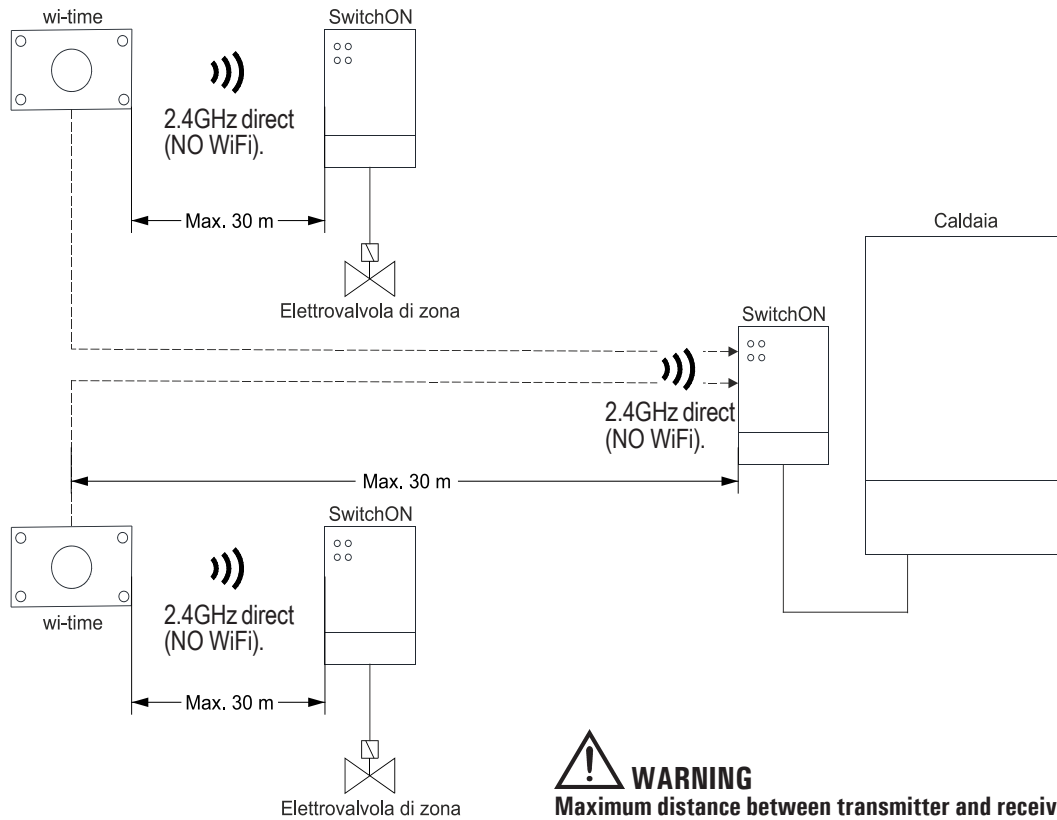 wi-time
SwitchON
2.4GHz direct
(NO WiFi).
Max. 30 m
Elettrovalvola di zona
Caldaia
SwitchON
2.4GHz direct
(NO WiFi).
Max. 30 m
SwitchON
2.4GHz direct
(NO WiFi).
wi-time
Max. 30 m
Elettrovalvola di zona
WARNING
Maximum distance between transmitter and